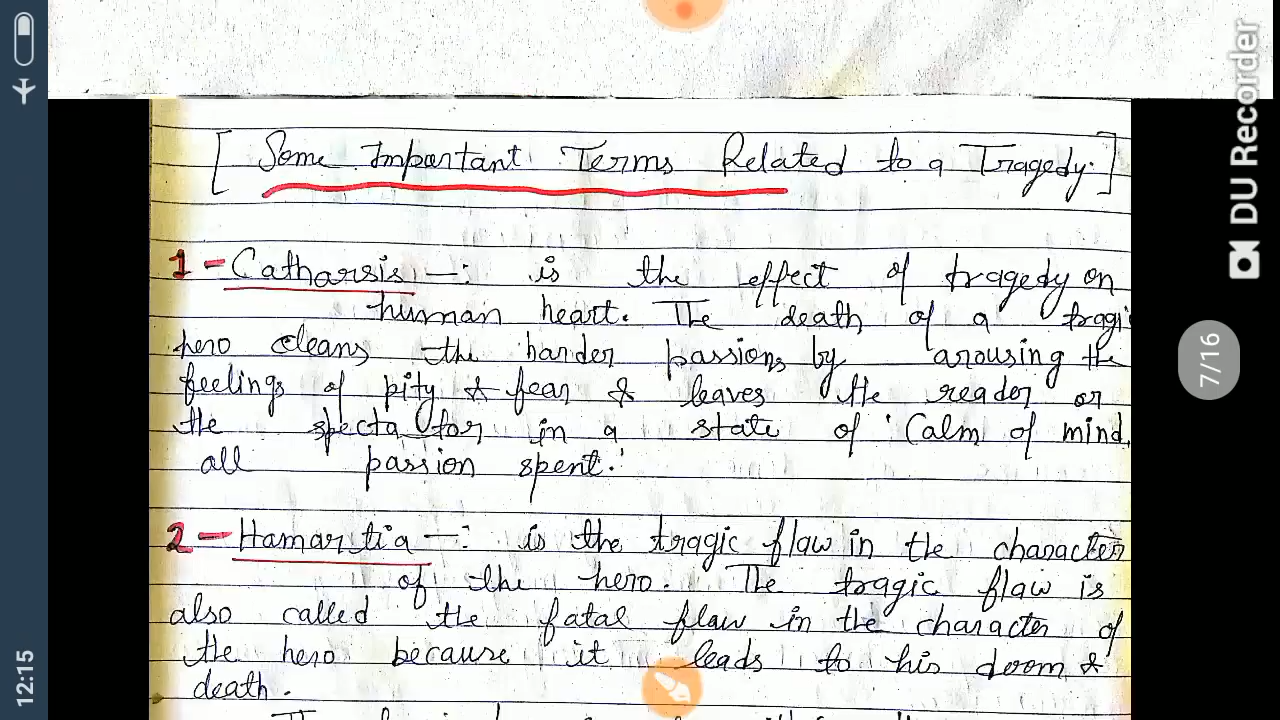 [ Some Important Terms Related to a Tragedy. ]
1 - Catharsis -: is the effect of tragedy on
human heart. The death of a tragi
hero cleans the harder passions by arousing the
feelings of pity & fear & leaves the reader or
the spectator in a state of 'Calm of mind,
all passion spent.'
2 - Hamartia -: is the tragic flaw in the character
of the hero. The tragic flaw is
also called the fatal flaw in the character of
the hero because it leads to his doom &
death.
12:15
7/16
DU Recorder